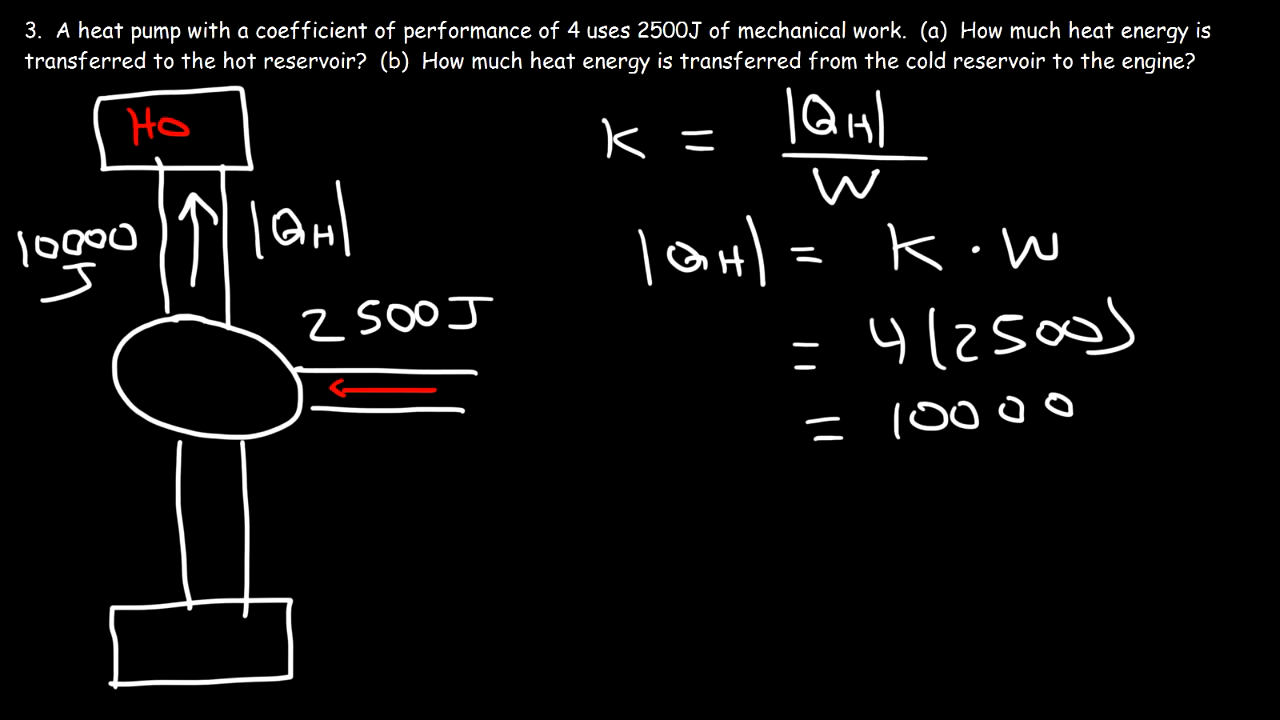 3. A heat pump with a coefficient of performance of 4 uses 2500J of mechanical work. (a) How much heat energy is
transferred to the hot reservoir? (b) How much heat energy is transferred from the cold reservoir to the engine?
HO
K = |QH| / W
10000
J
|QH|
|QH| = K · W
2500J
= 4(2500)
= 10000